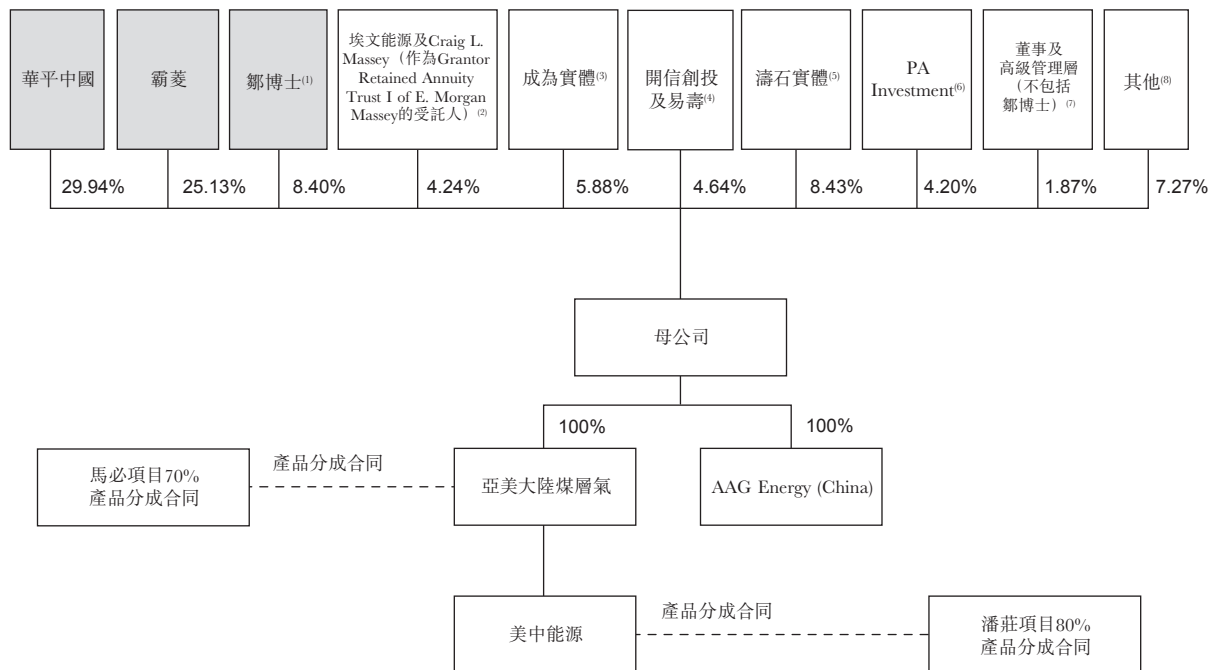 華平中國
霸菱
鄒博士(1)
埃文能源及Craig L.
Massey（作為Grantor
Retained Annuity
Trust I of E. Morgan
Massey的受託人）(2)
成為實體(3)
開信創投
及易壽(4)
濤石實體(5)
PA
Investment(6)
董事及
高級管理層
（不包括
鄒博士）(7)
其他(8)
29.94%
25.13%
8.40%
4.24%
5.88%
4.64%
8.43%
4.20%
1.87%
7.27%
母公司
100%
100%
馬必項目70%
產品分成合同
產品分成合同
亞美大陸煤層氣
AAG Energy (China)
美中能源
產品分成合同
潘莊項目80%
產品分成合同